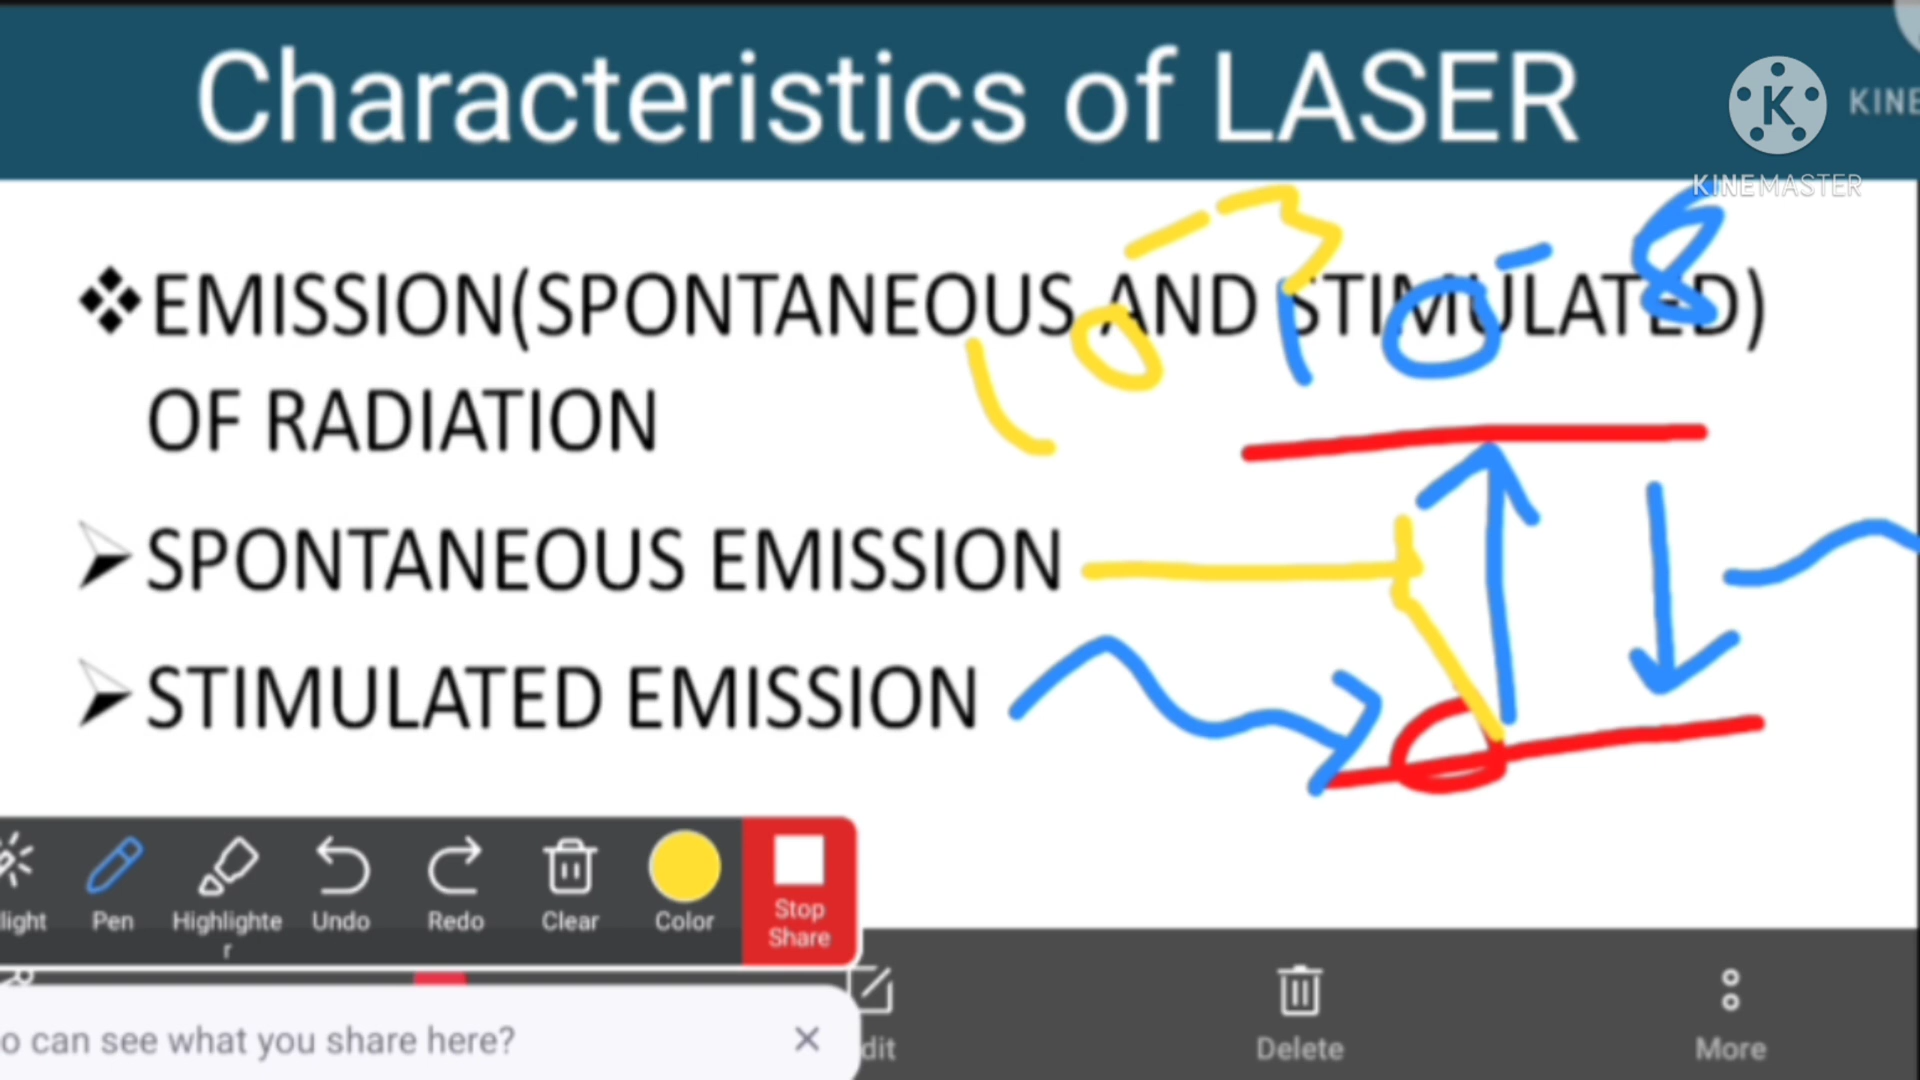 Characteristics of LASER
KINE
KINEMASTER
10⁻³
10⁻⁸
❖EMISSION(SPONTANEOUS AND STIMULATED)
OF RADIATION
➢SPONTANEOUS EMISSION
➢STIMULATED EMISSION
light Pen Highlighter Undo Redo Clear Color Stop Share
o can see what you share here?
dit Delete More